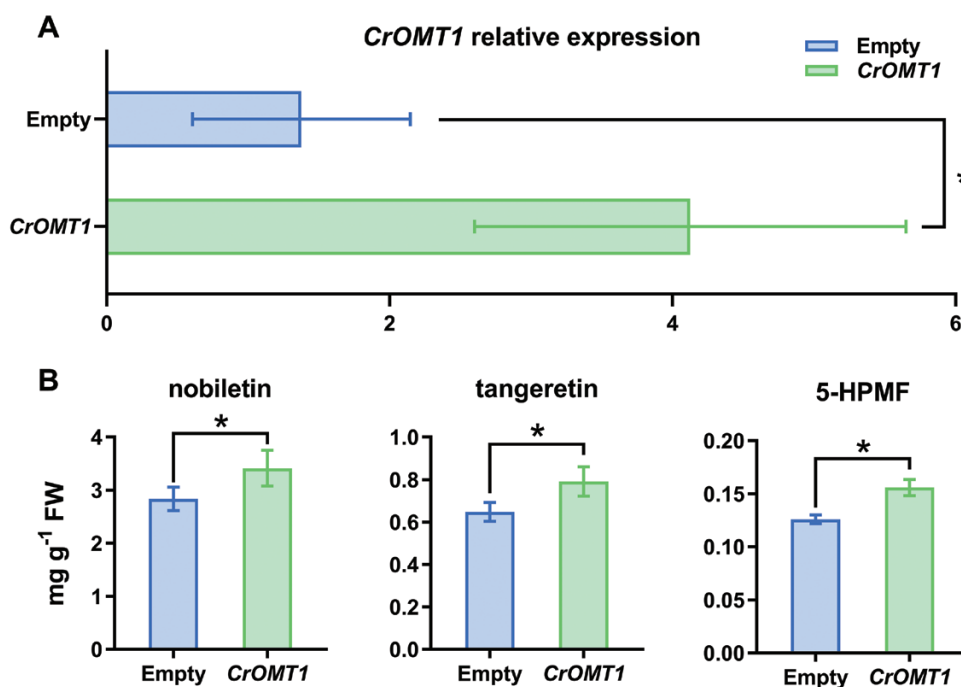 A
CrOMT1 relative expression
Empty
CrOMT1
Empty
CrOMT1
*
0 2 4 6
B
nobiletin
tangeretin
5-HPMF
mg g⁻¹ FW
4
3
2
1
0
*
Empty CrOMT1
1.0
0.8
0.6
0.4
0.2
0.0
*
Empty CrOMT1
0.20
0.15
0.10
0.05
0.00
*
Empty CrOMT1